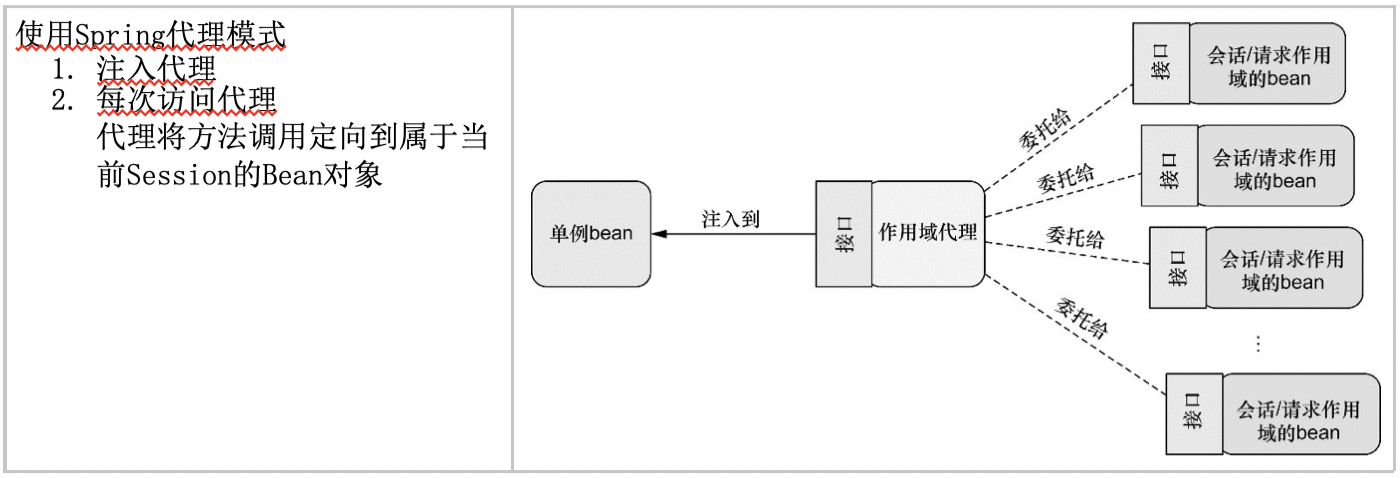 使用Spring代理模式
1. 注入代理
2. 每次访问代理
代理将方法调用定向到属于当
前Session的Bean对象
单例bean
注入到
接口
作用域代理
委托给
接口
会话/请求作用
域的bean
委托给
接口
会话/请求作用
域的bean
委托给
接口
会话/请求作用
域的bean
⋮
委托给
接口
会话/请求作用
域的bean